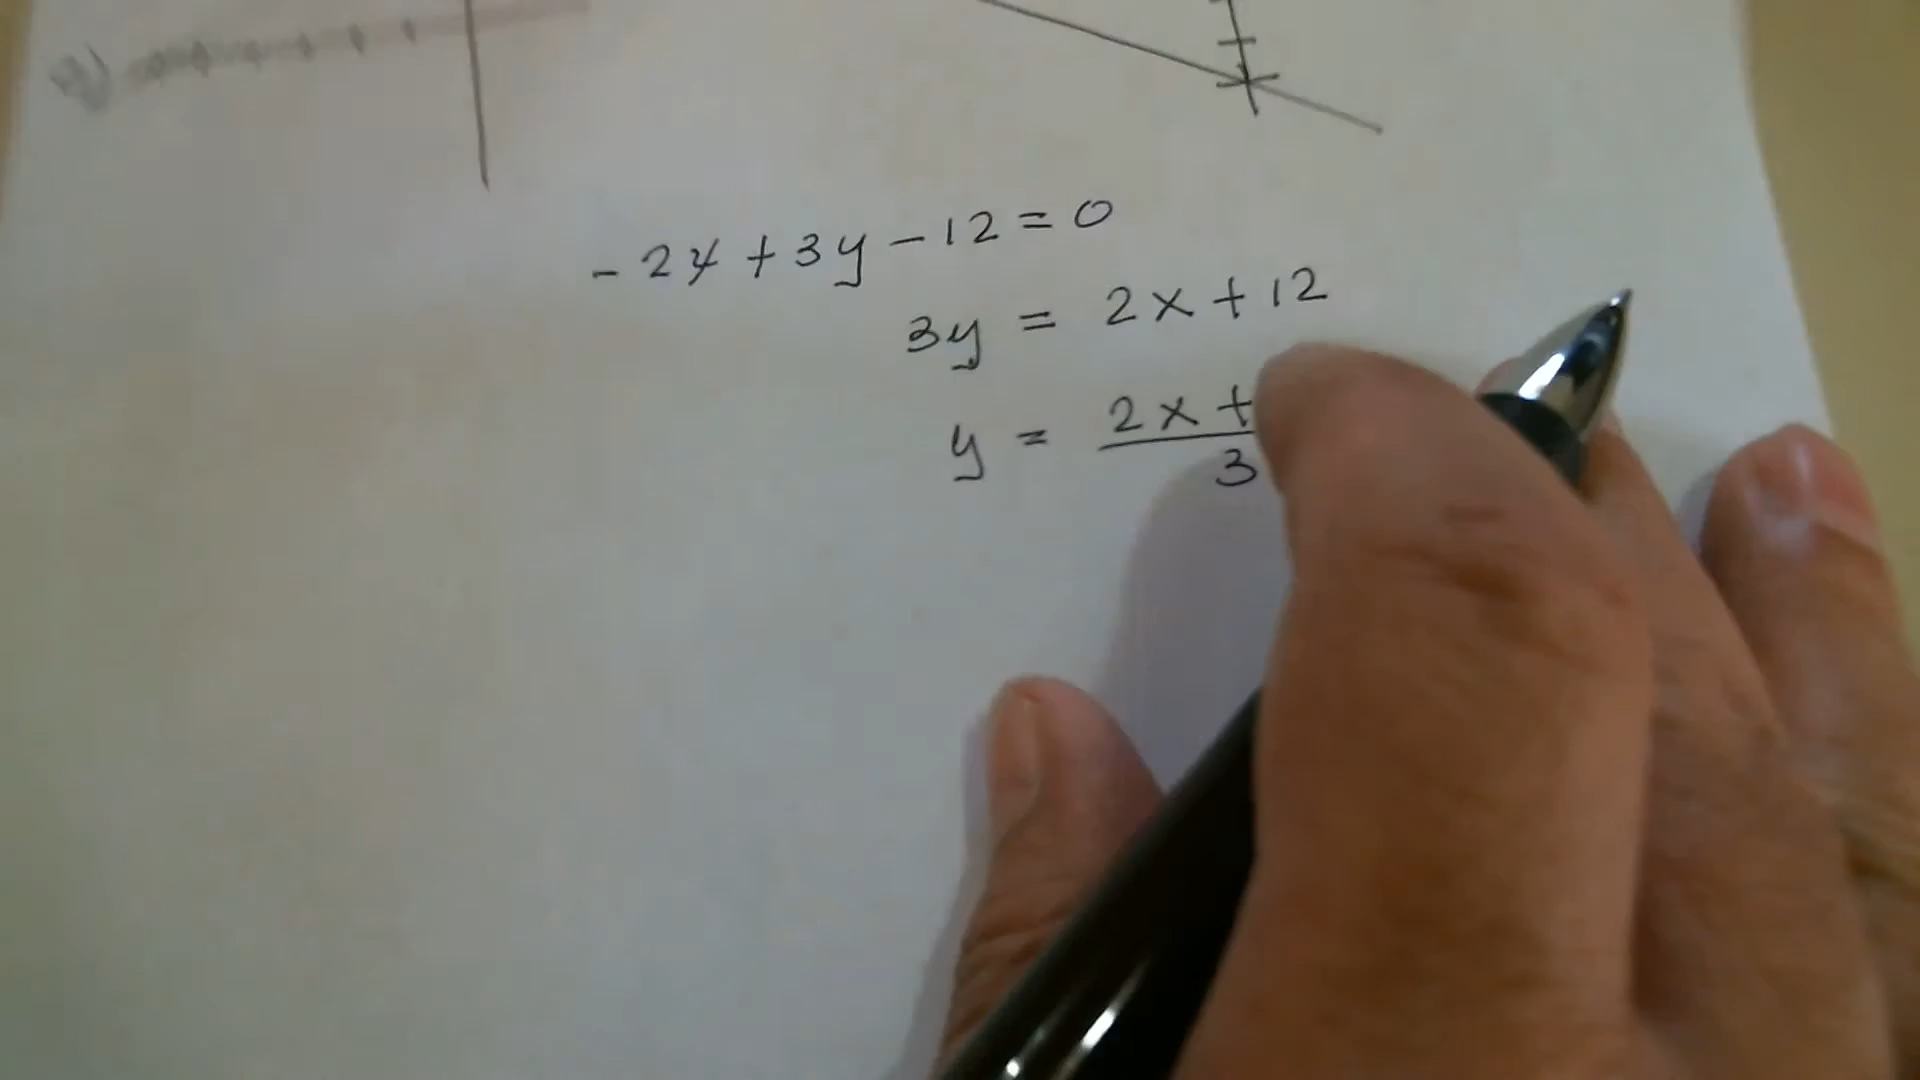 -2x+3y-12=0
3y = 2x+12
y = 2x+
3